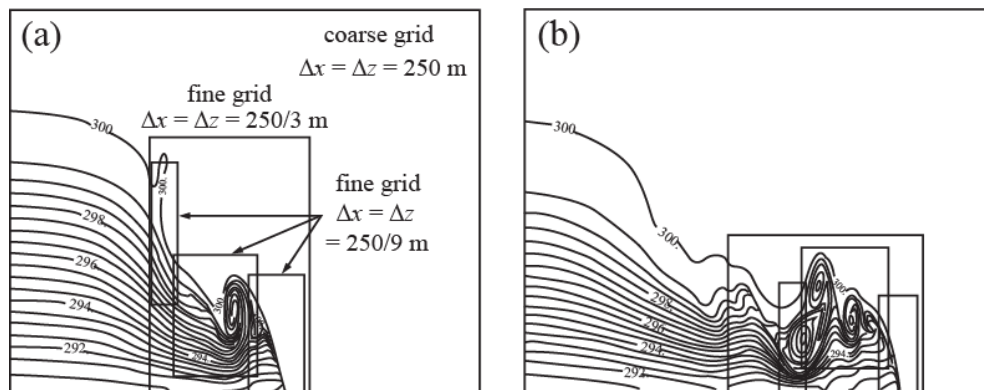 (a)
coarse grid
Δx = Δz = 250 m
fine grid
Δx = Δz = 250/3 m
fine grid
Δx = Δz
= 250/9 m
300.
300.
298.
296.
300.
294.
294.
292.
(b)
300.
300.
298.
300.
296.
294.
294.
292.